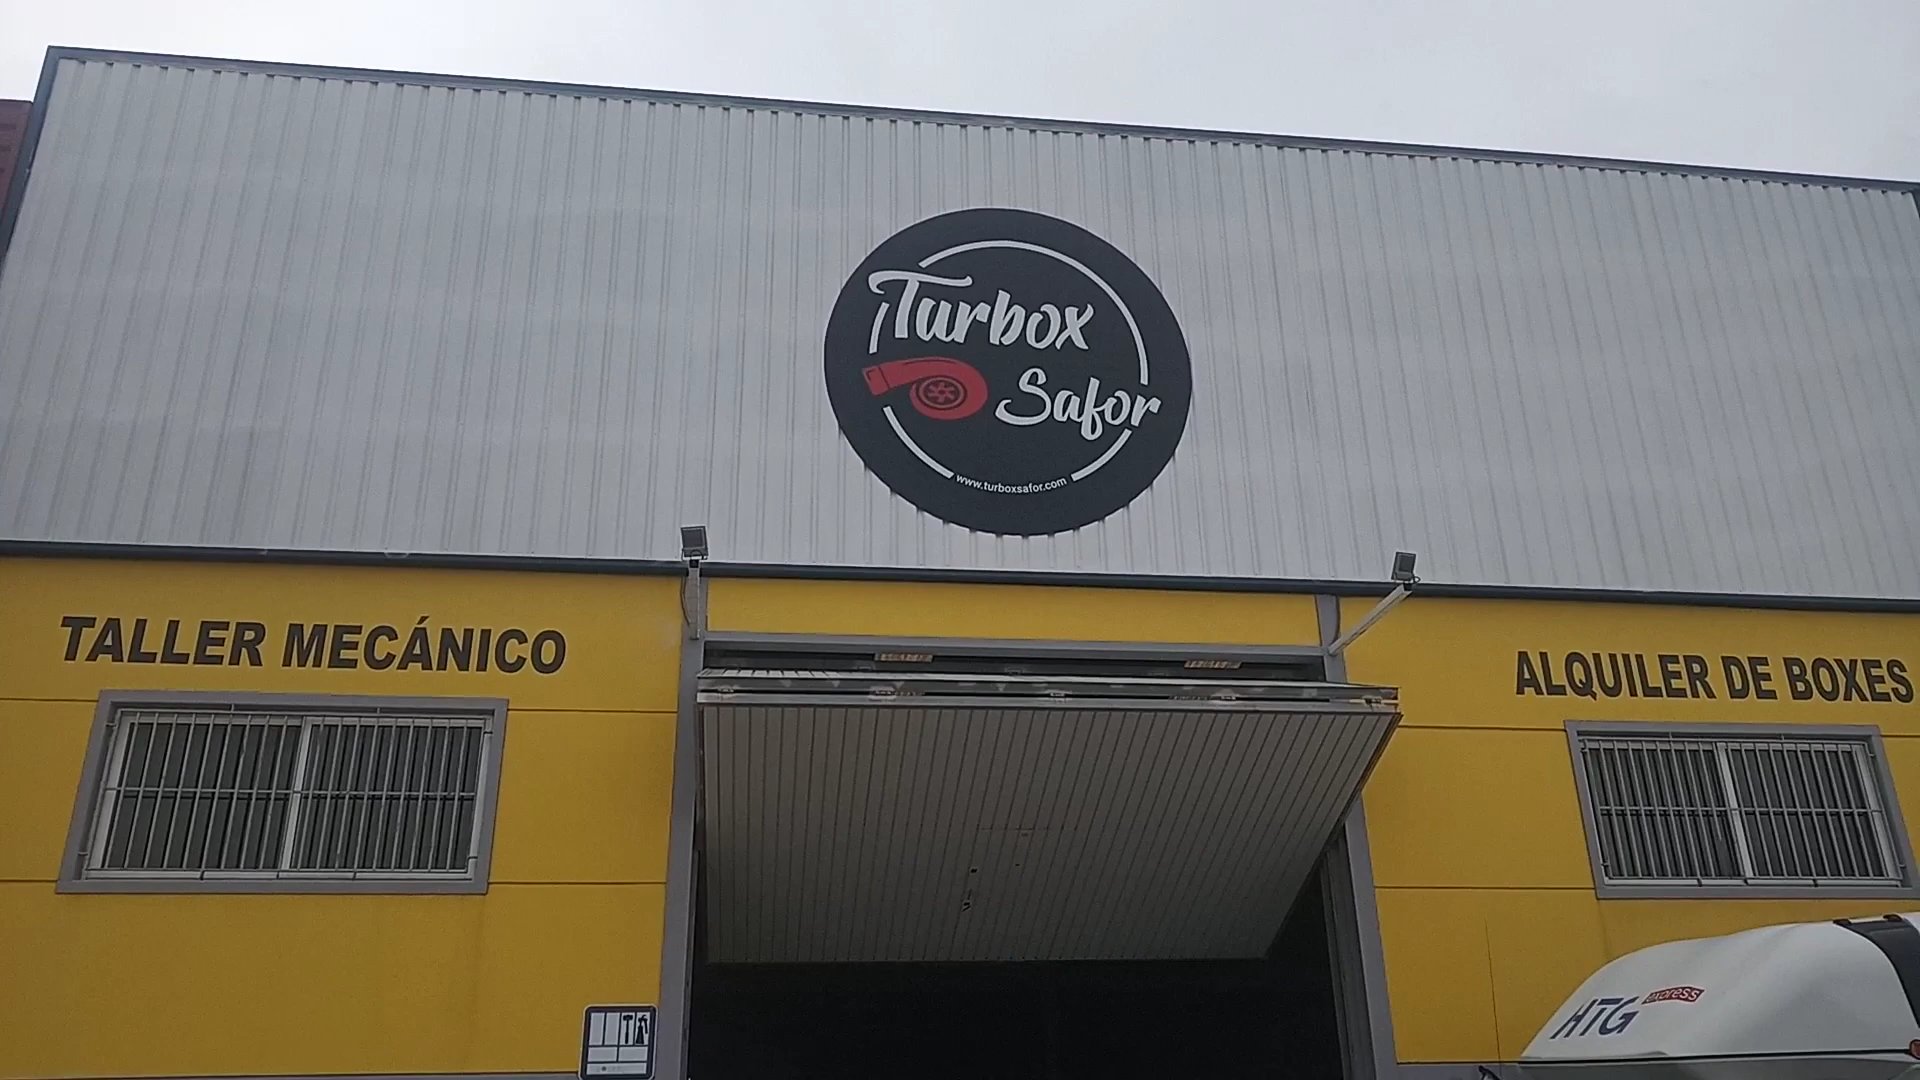 Turbox
Safor
www.turboxsafor.com
TALLER MECÁNICO
ALQUILER DE BOXES
HTG express